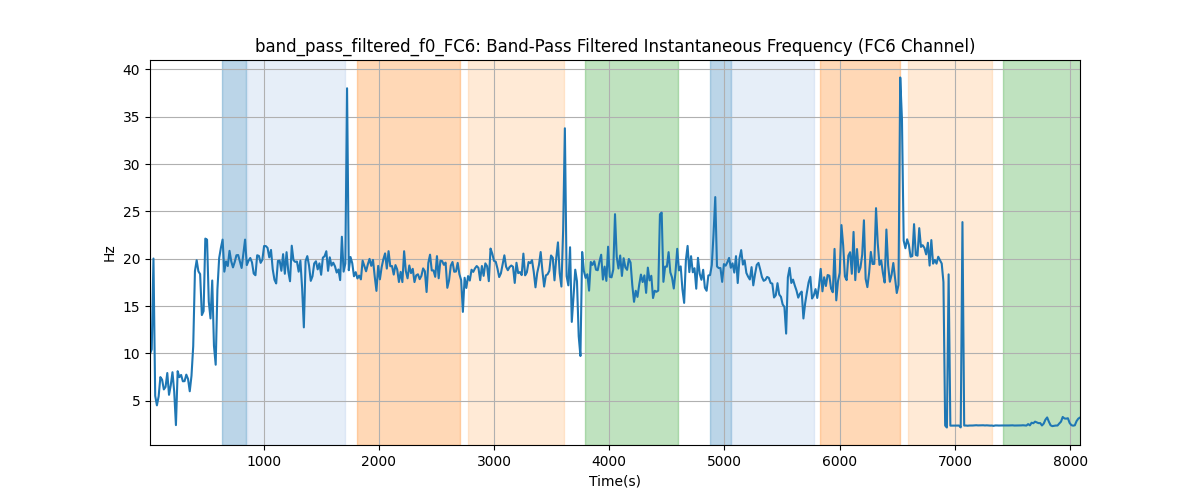 band_pass_filtered_f0_FC6: Band-Pass Filtered Instantaneous Frequency (FC6 Channel)
40
35
30
25
20
15
10
5
Hz
1000 2000 3000 4000 5000 6000 7000 8000
Time(s)